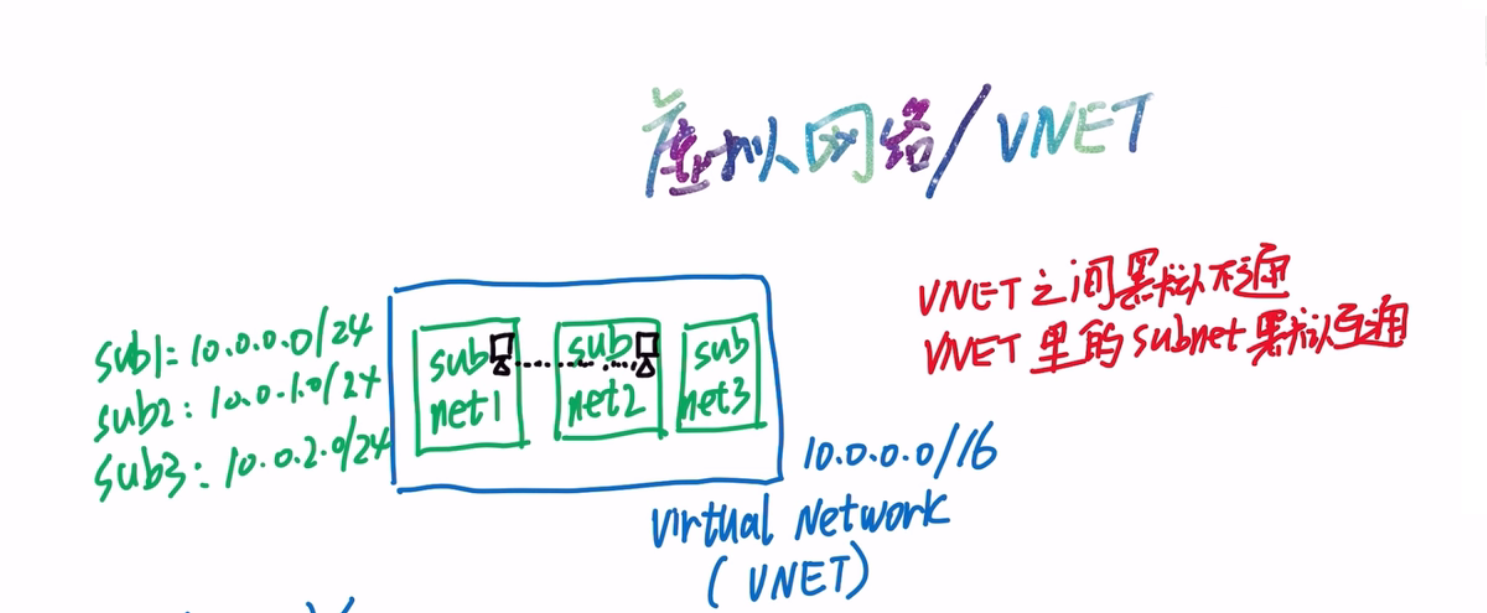 虚拟网络/VNET
VNET之间默认不通
VNET里的subnet默认互通
sub1: 10.0.0.0/24
sub2: 10.0.1.0/24
sub3: 10.0.2.0/24
sub
net1
sub
net2
sub
net3
10.0.0.0/16
Virtual Network
(VNET)